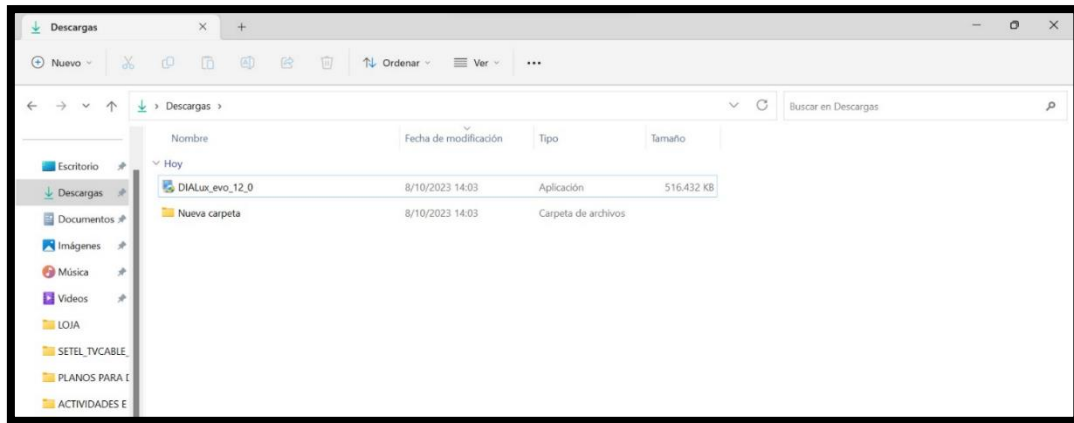 Descargas
Nuevo
Ordenar
Ver
Descargas
Buscar en Descargas
Nombre Fecha de modificación Tipo Tamaño
Escritorio
Hoy
Descargas
DIALux_evo_12_0 8/10/2023 14:03 Aplicación 516.432 KB
Documentos
Nueva carpeta 8/10/2023 14:03 Carpeta de archivos
Imágenes
Música
Videos
LOJA
SETEL_TVCABLE_
PLANOS PARA D
ACTIVIDADES E